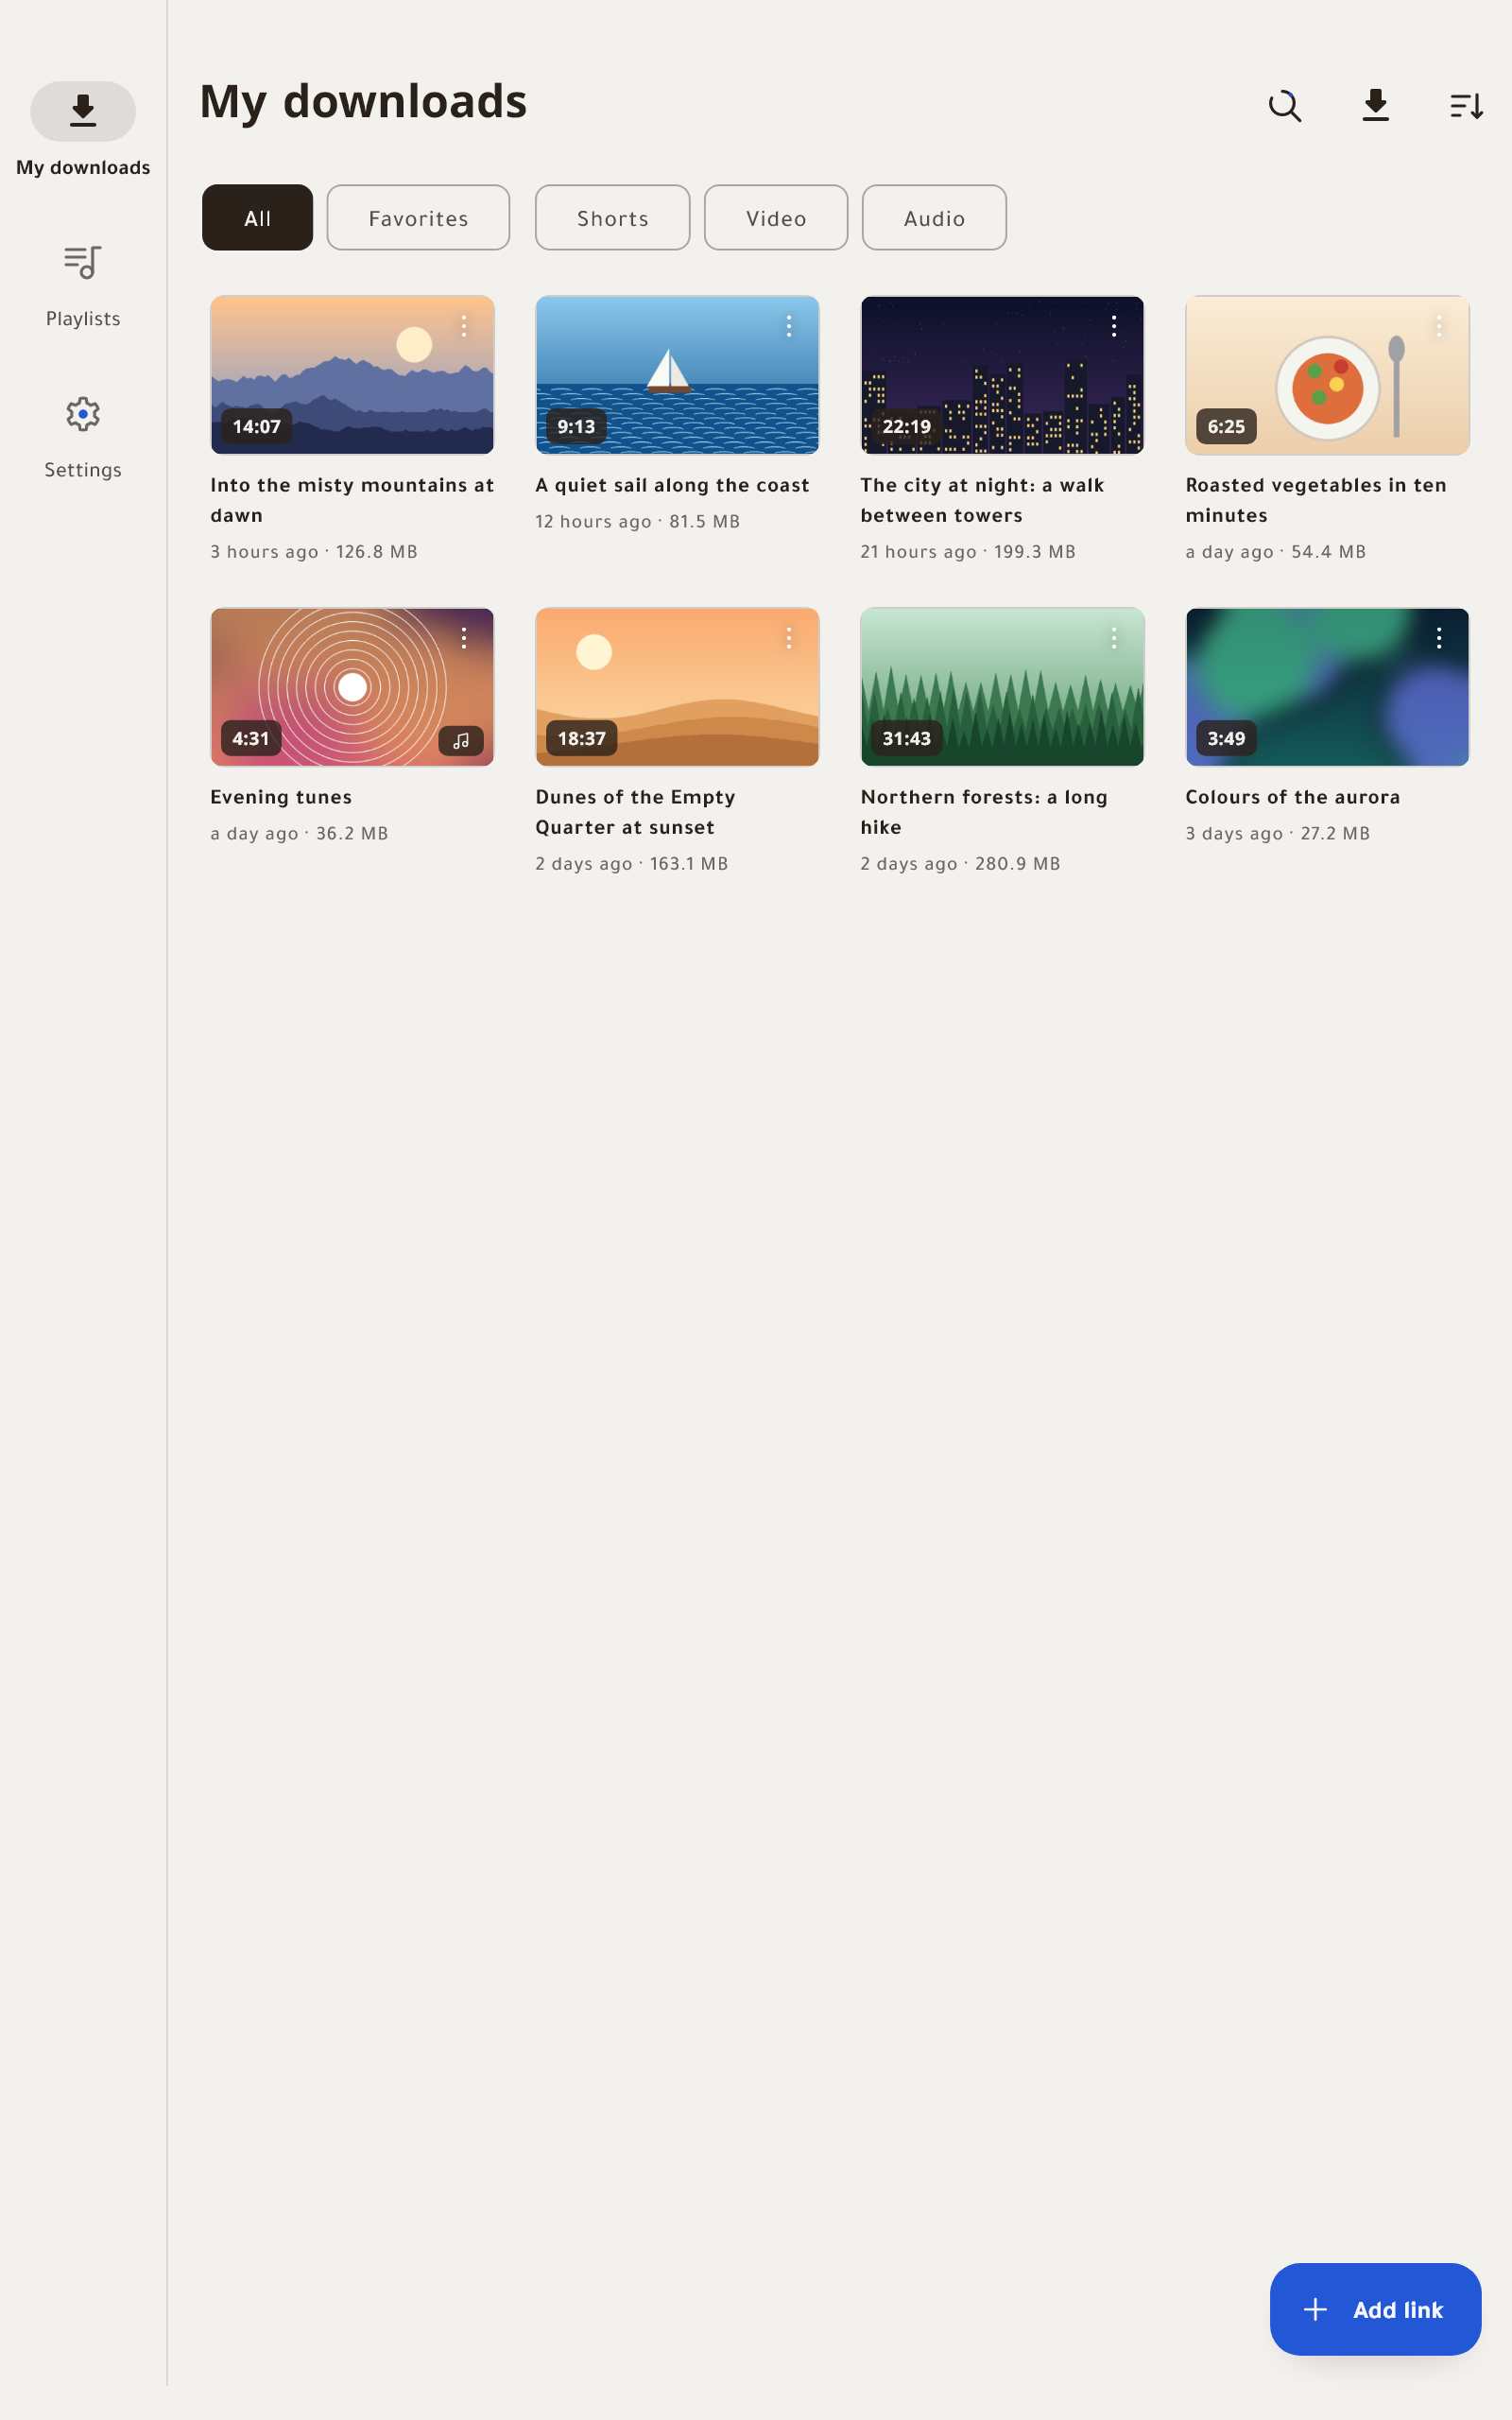 My downloads
Playlists
Settings
My downloads
All
Favorites
Shorts
Video
Audio
14:07
Into the misty mountains at
dawn
3 hours ago · 126.8 MB
9:13
A quiet sail along the coast
12 hours ago · 81.5 MB
22:19
The city at night: a walk
between towers
21 hours ago · 199.3 MB
6:25
Roasted vegetables in ten
minutes
a day ago · 54.4 MB
4:31
Evening tunes
a day ago · 36.2 MB
18:37
Dunes of the Empty
Quarter at sunset
2 days ago · 163.1 MB
31:43
Northern forests: a long
hike
2 days ago · 280.9 MB
3:49
Colours of the aurora
3 days ago · 27.2 MB
Add link